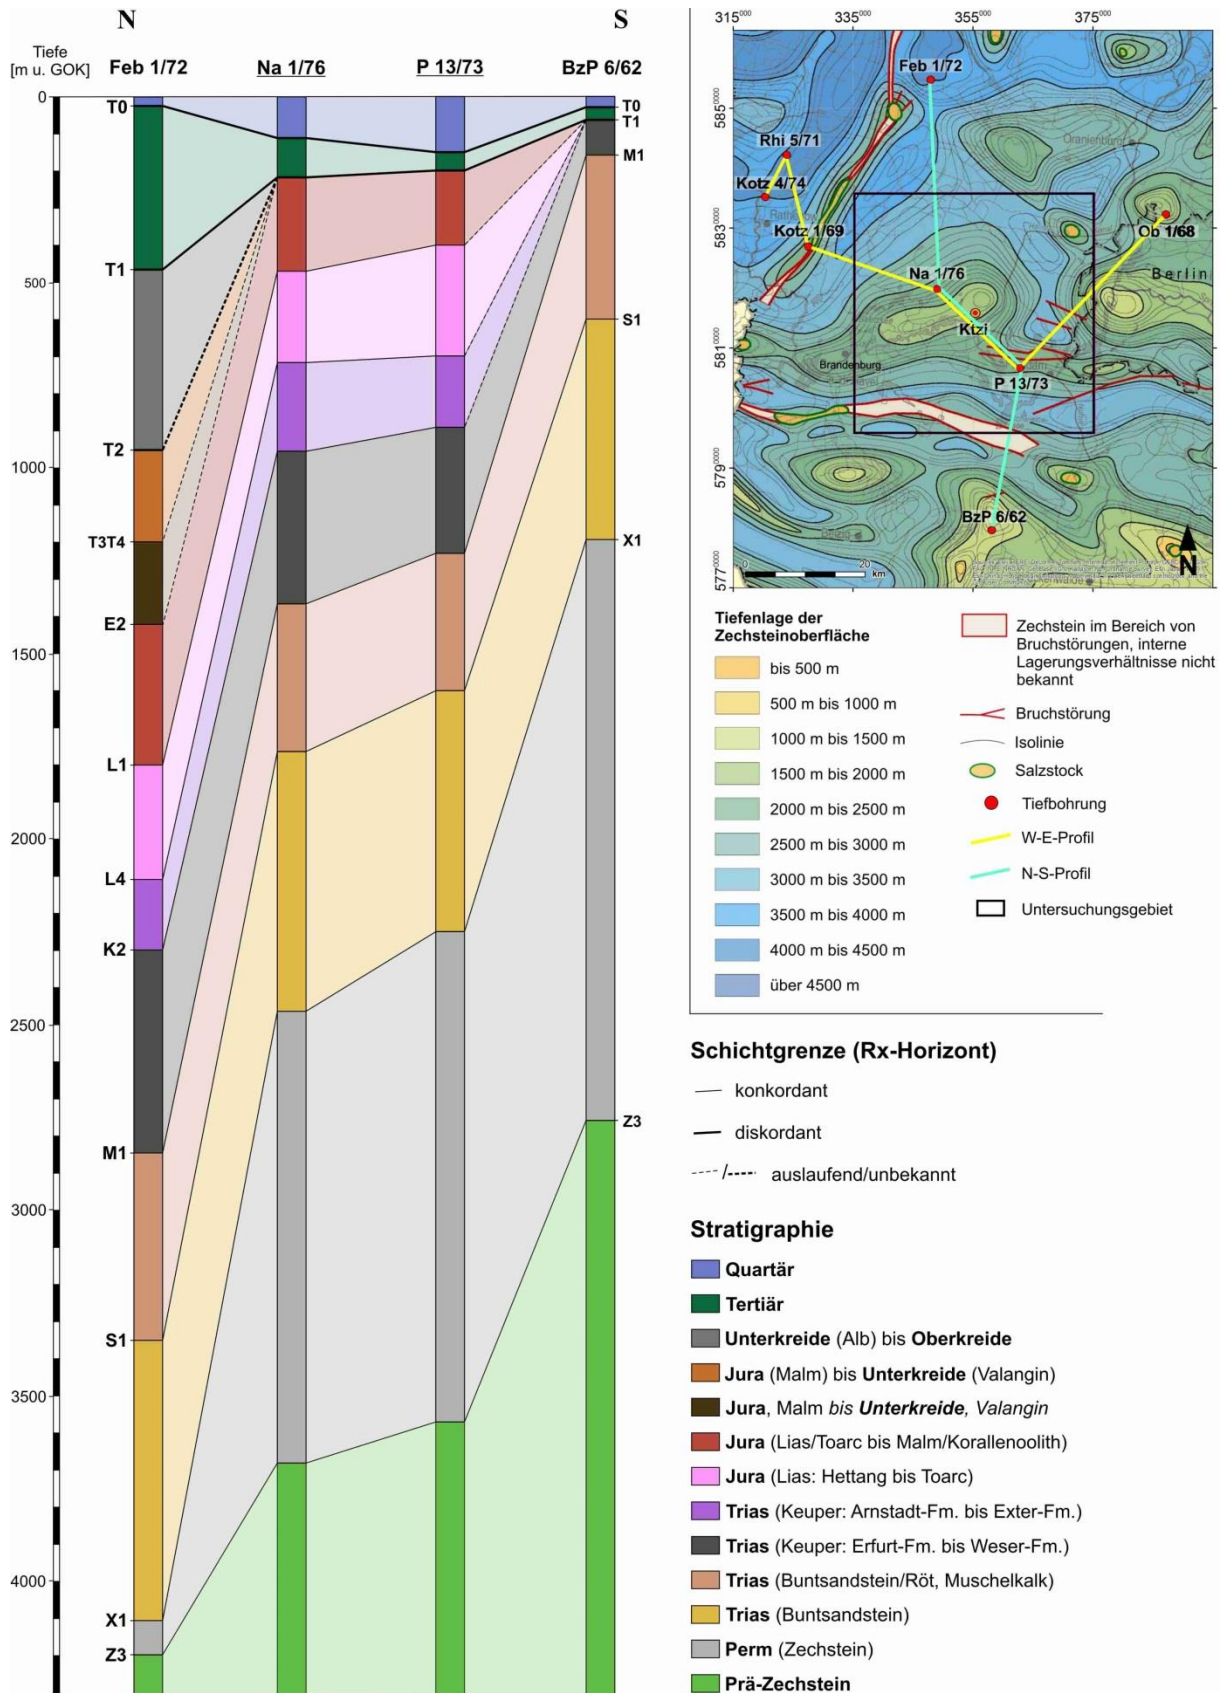 N
S
Tiefe
[m u. GOK]
Feb 1/72
Na 1/76
P 13/73
BzP 6/62
0
500
1000
1500
2000
2500
3000
3500
4000
T0
T1
T2
T3T4
E2
L1
L4
K2
M1
S1
X1
Z3
T0
T1
M1
S1
X1
Z3
315⁰⁰⁰
335⁰⁰⁰
355⁰⁰⁰
375⁰⁰⁰
585⁰⁰⁰⁰
583⁰⁰⁰⁰
581⁰⁰⁰⁰
579⁰⁰⁰⁰
577⁰⁰⁰⁰
Feb 1/72
Oranienburg
Rhi 5/71
Kotz 4/74
Rathenow
Kotz 1/69
Ob 1/68
Na 1/76
Berlin
Ktzi
Brandenburg
P 13/73
BzP 6/62
Belzig
N
0
20
km
Tiefenlage der
Zechsteinoberfläche
bis 500 m
500 m bis 1000 m
1000 m bis 1500 m
1500 m bis 2000 m
2000 m bis 2500 m
2500 m bis 3000 m
3000 m bis 3500 m
3500 m bis 4000 m
4000 m bis 4500 m
über 4500 m
Zechstein im Bereich von
Bruchstörungen, interne
Lagerungsverhältnisse nicht
bekannt
Bruchstörung
Isolinie
Salzstock
Tiefbohrung
W-E-Profil
N-S-Profil
Untersuchungsgebiet
Schichtgrenze (Rx-Horizont)
konkordant
diskordant
/ auslaufend/unbekannt
Stratigraphie
Quartär
Tertiär
Unterkreide (Alb) bis Oberkreide
Jura (Malm) bis Unterkreide (Valangin)
Jura, Malm bis Unterkreide, Valangin
Jura (Lias/Toarc bis Malm/Korallenoolith)
Jura (Lias: Hettang bis Toarc)
Trias (Keuper: Arnstadt-Fm. bis Exter-Fm.)
Trias (Keuper: Erfurt-Fm. bis Weser-Fm.)
Trias (Buntsandstein/Röt, Muschelkalk)
Trias (Buntsandstein)
Perm (Zechstein)
Prä-Zechstein